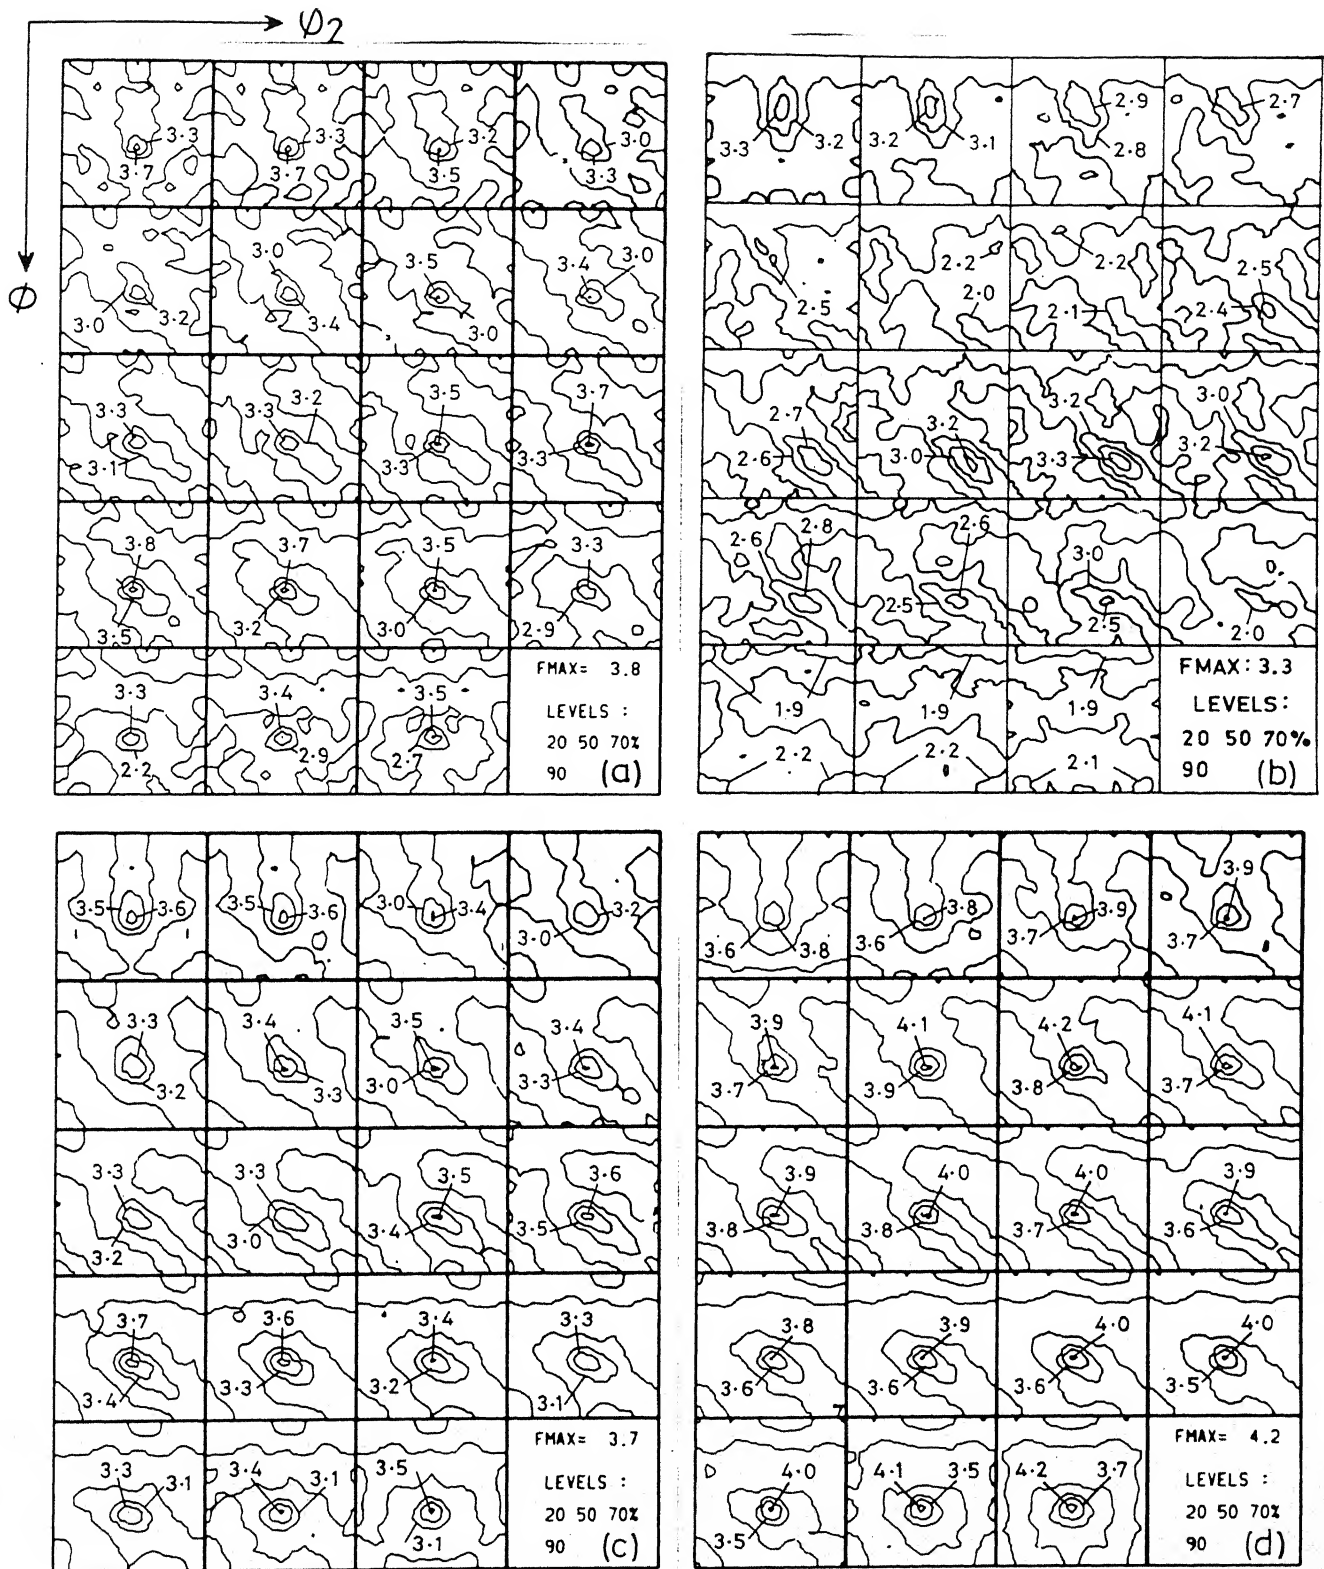 φ2
φ
3.3 3.3 3.2 3.0
3.7 3.7 3.5 3.3
3.0 3.5 3.4 3.0
3.0 3.2 3.4 3.0
3.3 3.3 3.2 3.5 3.7
3.1 3.3 3.3
3.8 3.7 3.5 3.3
3.5 3.2 3.0 2.9
3.3 3.4 3.5
2.2 2.9 2.7
FMAX= 3.8
LEVELS :
20 50 70%
90 (a)
2.9 2.7
3.3 3.2 3.2 3.1 2.8
2.2 2.2 2.5
2.5 2.0 2.1 2.4
2.7 3.2 3.2 3.0
2.6 3.0 3.3 3.2
2.6 2.8 2.6 3.0
2.5 2.5 2.0
1.9 1.9 1.9
2.2 2.2 2.1
FMAX: 3.3
LEVELS:
20 50 70%
90 (b)
3.5 3.6 3.5 3.6 3.0 3.4 3.2
3.0
3.3 3.4 3.5 3.4
3.2 3.3 3.0 3.3
3.3 3.3 3.5 3.6
3.2 3.0 3.4 3.5
3.7 3.6 3.4 3.3
3.4 3.3 3.2 3.1
3.3 3.1 3.4 3.1 3.5
3.1
FMAX= 3.7
LEVELS :
20 50 70%
90 (c)
3.8 3.9 3.9
3.6 3.8 3.6 3.7 3.7
3.9 4.1 4.2 4.1
3.7 3.9 3.8 3.7
3.9 4.0 4.0 3.9
3.8 3.8 3.7 3.6
3.8 3.9 4.0 4.0
3.6 3.6 3.6 3.5
4.0 4.1 3.5 4.2 3.7
3.5
FMAX= 4.2
LEVELS :
20 50 70%
90 (d)